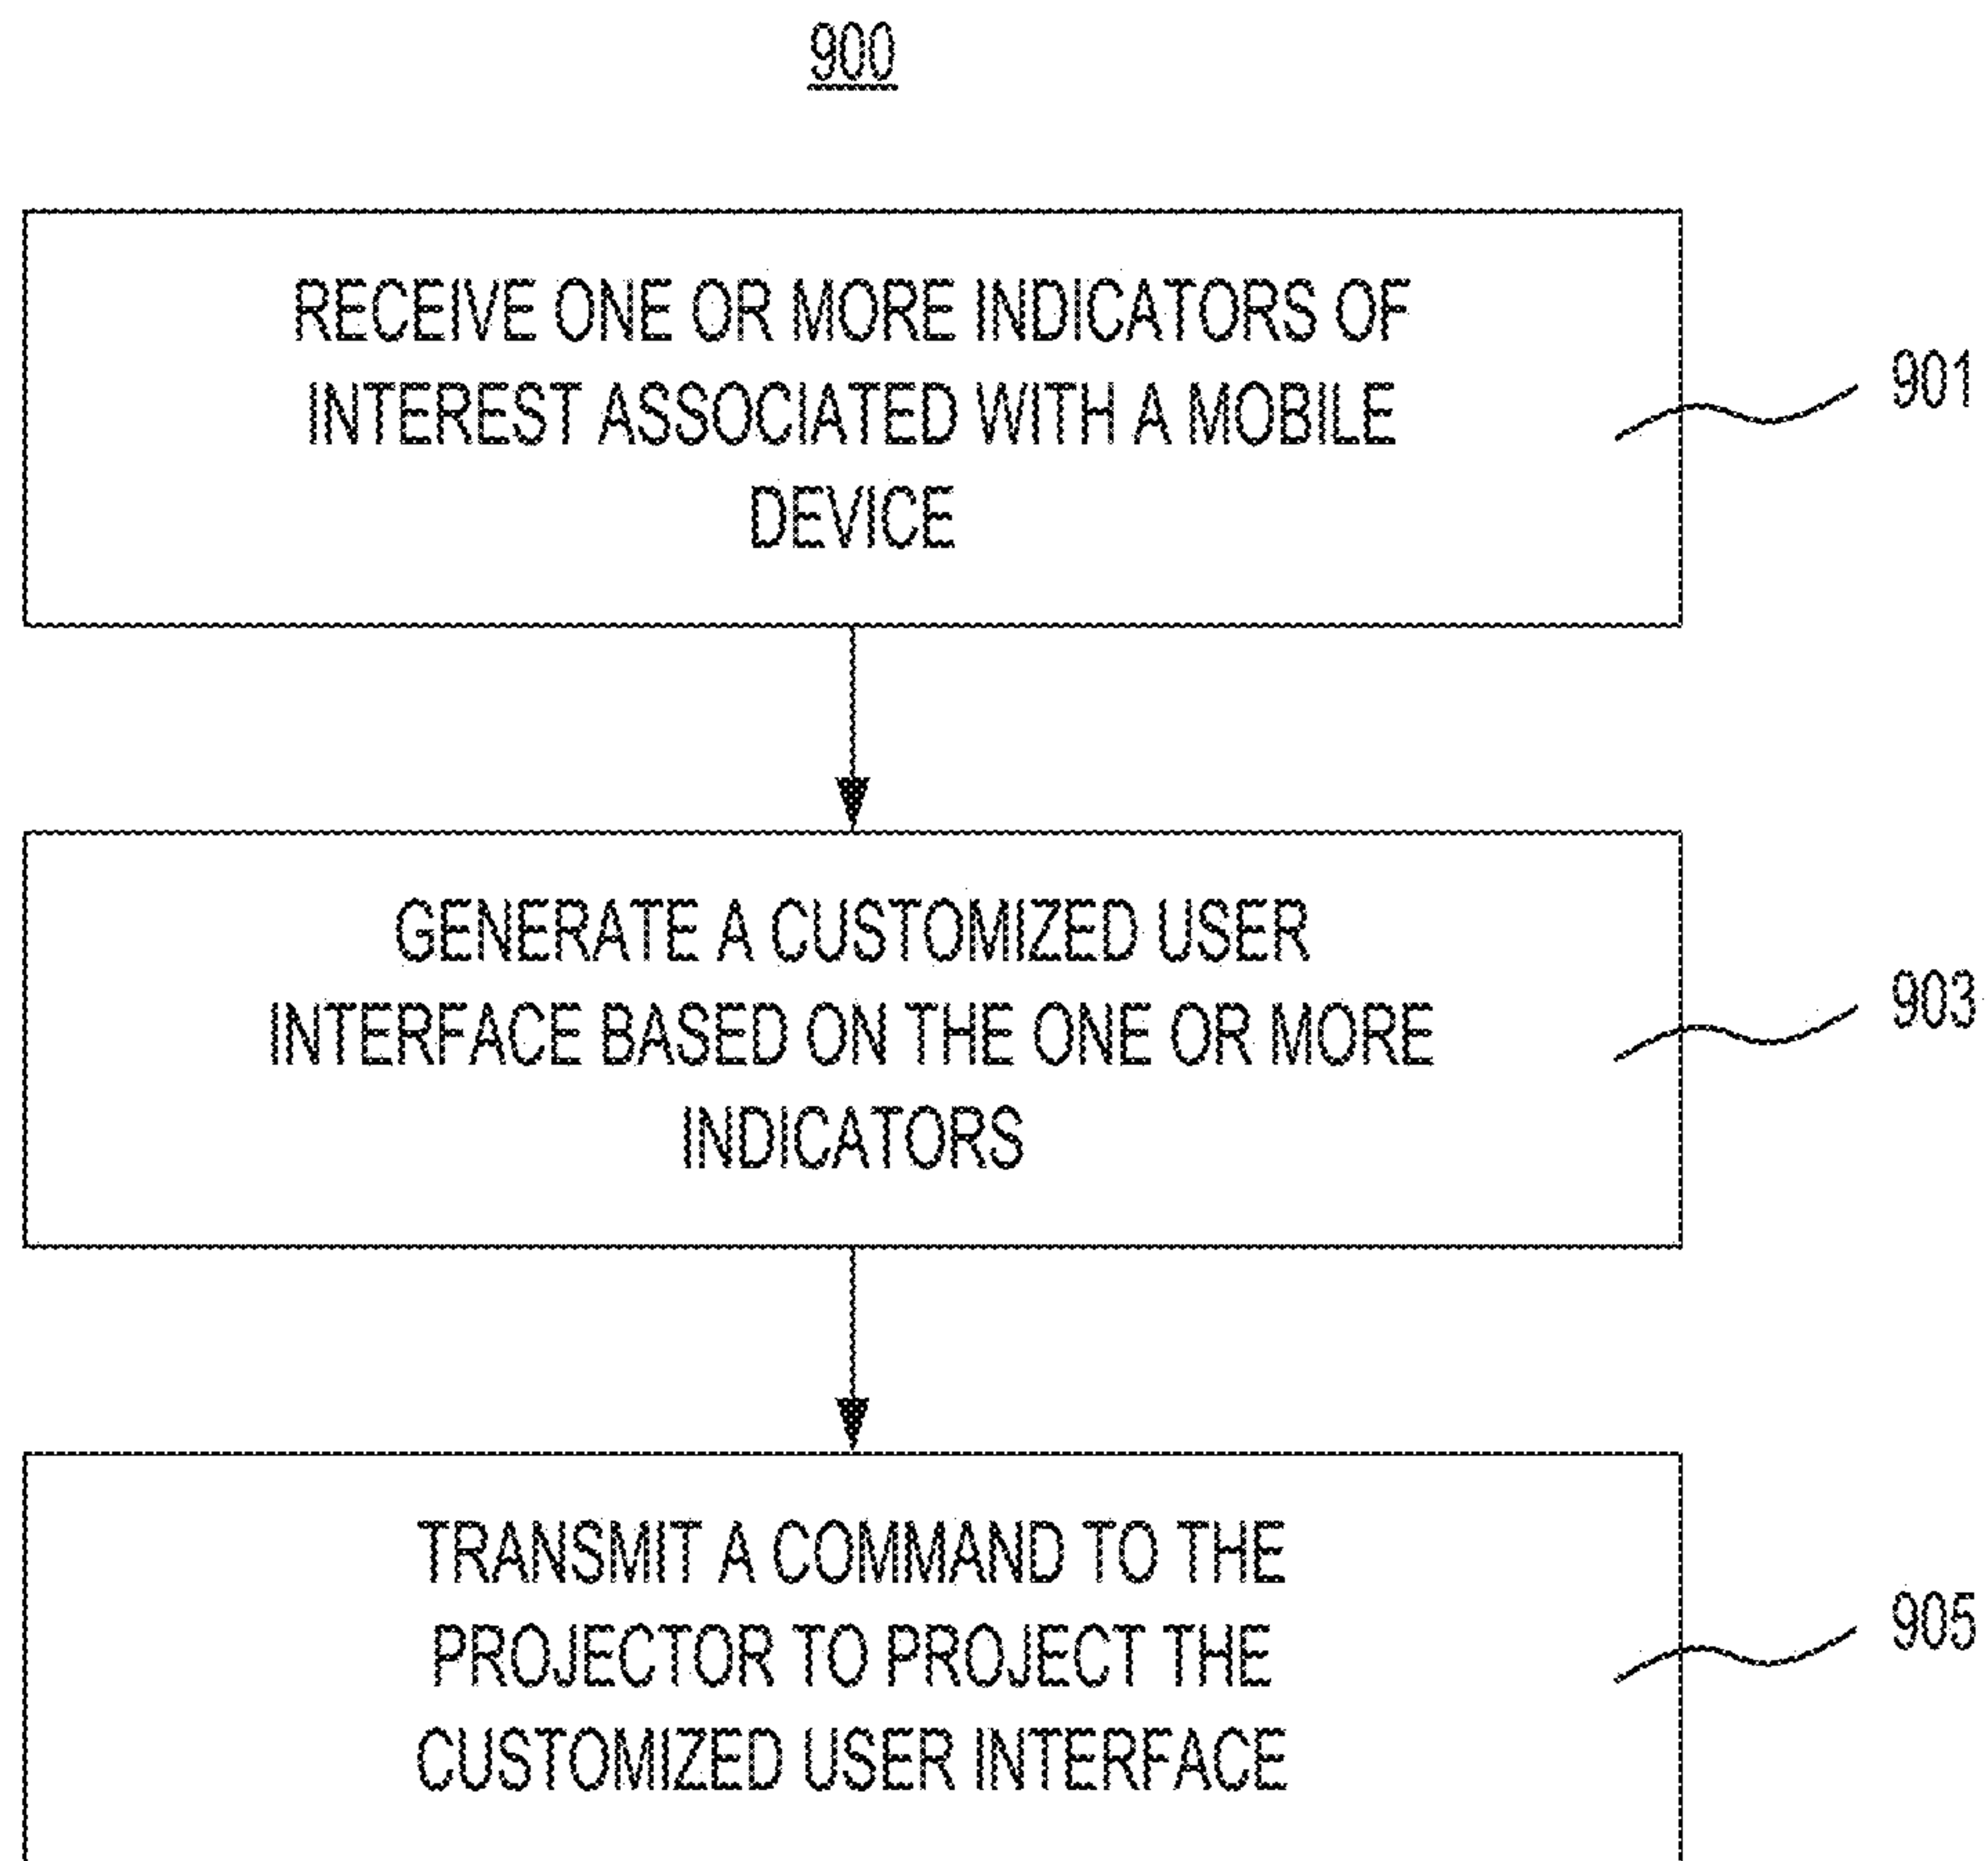 900
RECEIVE ONE OR MORE INDICATORS OF
INTEREST ASSOCIATED WITH A MOBILE
DEVICE
901
GENERATE A CUSTOMIZED USER
INTERFACE BASED ON THE ONE OR MORE
INDICATORS
903
TRANSMIT A COMMAND TO THE
PROJECTOR TO PROJECT THE
CUSTOMIZED USER INTERFACE
905